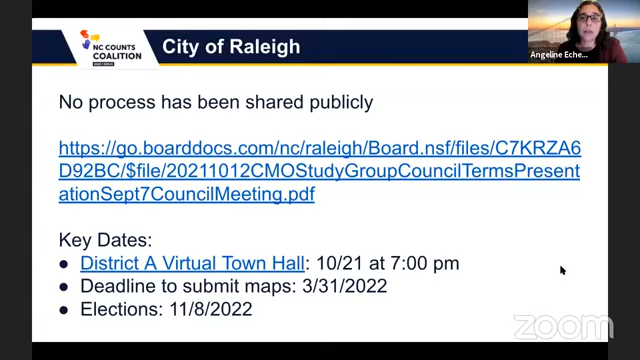 NC COUNTS
COALITION
City of Raleigh
Angeline Eche...
No process has been shared publicly
https://go.boarddocs.com/nc/raleigh/Board.nsf/files/C7KRZA6
D92BC/$file/20211012CMOStudyGroupCouncilTermsPresent
ationSept7CouncilMeeting.pdf
Key Dates:
● District A Virtual Town Hall: 10/21 at 7:00 pm
● Deadline to submit maps: 3/31/2022
● Elections: 11/8/2022
zoom